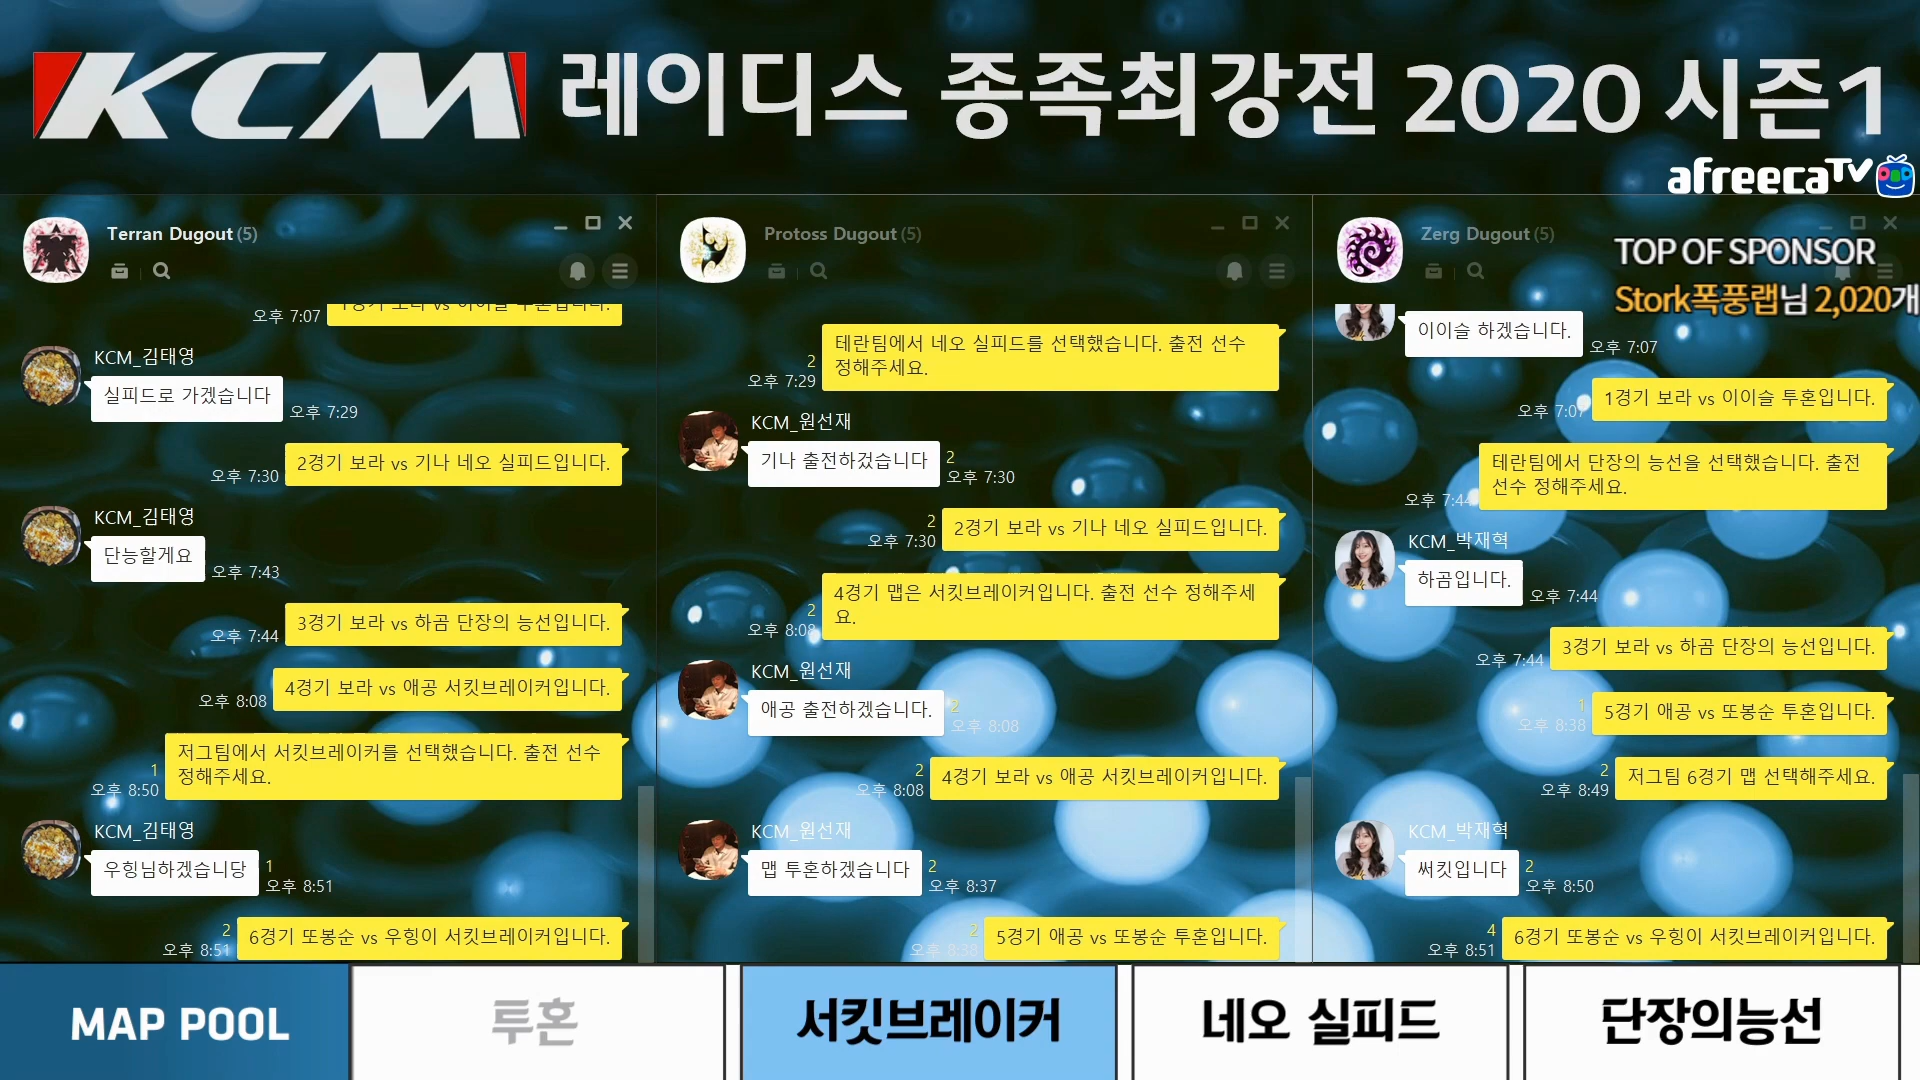 KCM 레이디스 종족최강전 2020 시즌1
afreecaTV
TOP OF SPONSOR
Stork폭풍랩님 2,020개
Terran Dugout (5)
1경기 보라 vs 이이슬 투혼입니다.
오후 7:07
KCM_김태영
실피드로 가겠습니다
오후 7:29
2경기 보라 vs 기나 네오 실피드입니다.
오후 7:30
KCM_김태영
단능할게요
오후 7:43
3경기 보라 vs 하곰 단장의 능선입니다.
오후 7:44
4경기 보라 vs 애공 서킷브레이커입니다.
오후 8:08
저그팀에서 서킷브레이커를 선택했습니다. 출전 선수
정해주세요.
1
오후 8:50
KCM_김태영
우힝님하겠습니당
1
오후 8:51
6경기 또봉순 vs 우힝이 서킷브레이커입니다.
2
오후 8:51
Protoss Dugout (5)
테란팀에서 네오 실피드를 선택했습니다. 출전 선수
정해주세요.
2
오후 7:29
KCM_원선재
기나 출전하겄습니다
2
오후 7:30
2경기 보라 vs 기나 네오 실피드입니다.
2
오후 7:30
4경기 맵은 서킷브레이커입니다. 출전 선수 정해주세
요.
2
오후 8:08
KCM_원선재
애공 출전하겠습니다.
2
오후 8:08
4경기 보라 vs 애공 서킷브레이커입니다.
2
오후 8:08
KCM_원선재
맵 투혼하겠습니다
2
오후 8:37
5경기 애공 vs 또봉순 투혼입니다.
2
오후 8:38
Zerg Dugout (5)
이이슬 하겠습니다.
오후 7:07
1경기 보라 vs 이이슬 투혼입니다.
오후 7:07
테란팀에서 단장의 능선을 선택했습니다. 출전
선수 정해주세요.
오후 7:44
KCM_박재혁
하곰입니다.
오후 7:44
3경기 보라 vs 하곰 단장의 능선입니다.
오후 7:44
5경기 애공 vs 또봉순 투혼입니다.
1
오후 8:38
저그팀 6경기 맵 선택해주세요.
2
오후 8:49
KCM_박재혁
써킷입니다
2
오후 8:50
6경기 또봉순 vs 우힝이 서킷브레이커입니다.
4
오후 8:51
MAP POOL
투혼
서킷브레이커
네오 실피드
단장의능선